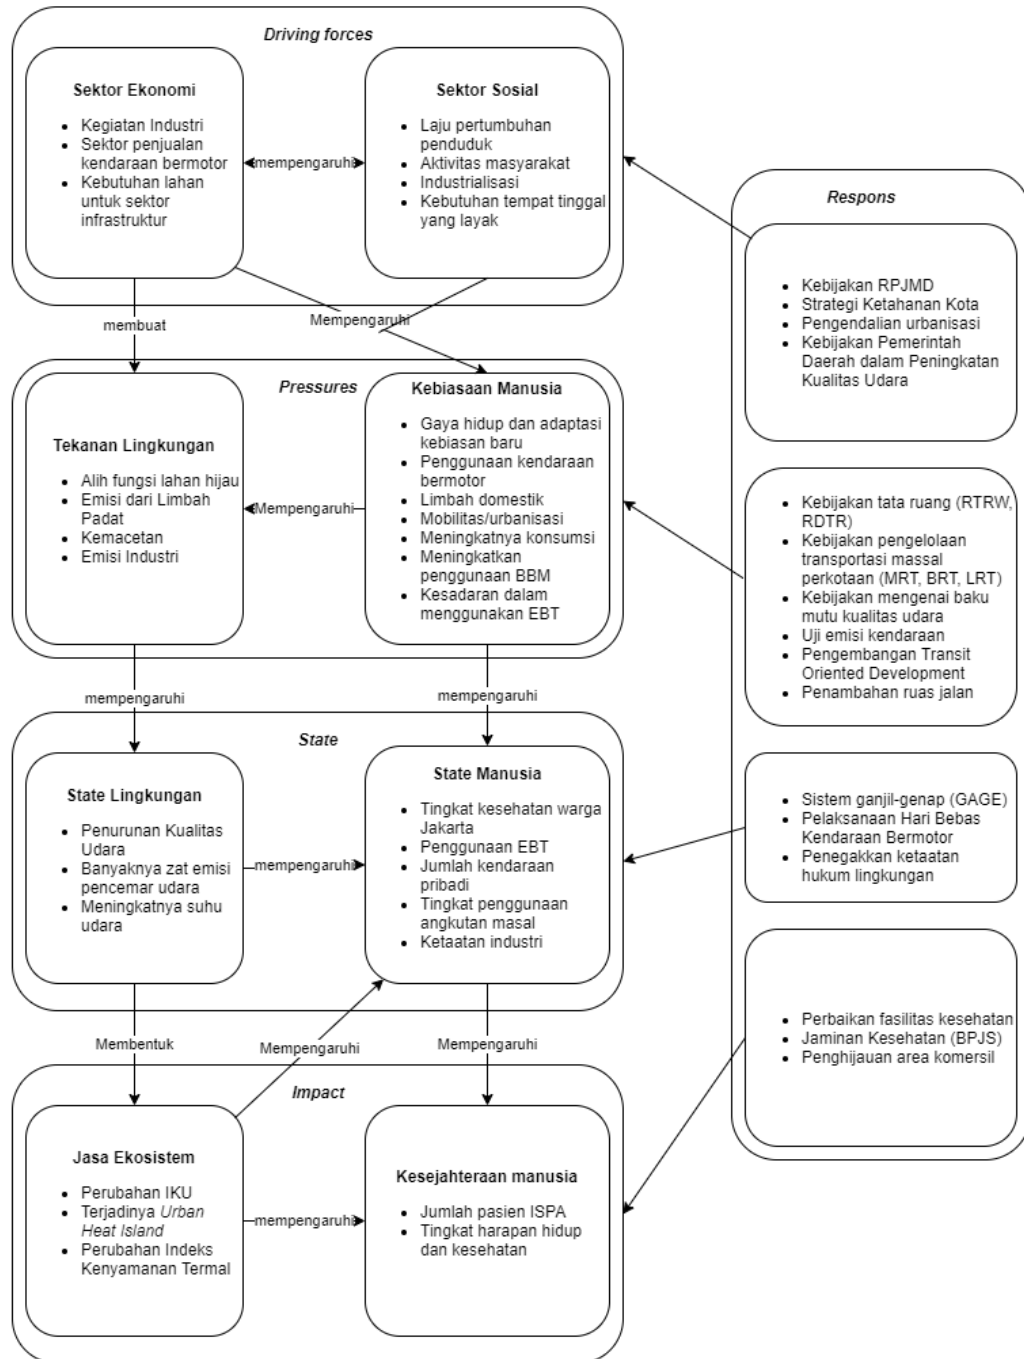 Driving forces
Sektor Ekonomi
• Kegiatan Industri
• Sektor penjualan
kendaraan bermotor
• Kebutuhan lahan
untuk sektor
infrastruktur
mempengaruhi
Sektor Sosial
• Laju pertumbuhan
penduduk
• Aktivitas masyarakat
• Industrialisasi
• Kebutuhan tempat tinggal
yang layak
membuat
Mempengaruhi
Pressures
Tekanan Lingkungan
• Alih fungsi lahan hijau
• Emisi dari Limbah
Padat
• Kemacetan
• Emisi Industri
Mempengaruhi
Kebiasaan Manusia
• Gaya hidup dan adaptasi
kebiasan baru
• Penggunaan kendaraan
bermotor
• Limbah domestik
• Mobilitas/urbanisasi
• Meningkatnya konsumsi
• Meningkatkan
penggunaan BBM
• Kesadaran dalam
menggunakan EBT
mempengaruhi
mempengaruhi
State
State Lingkungan
• Penurunan Kualitas
Udara
• Banyaknya zat emisi
pencemar udara
• Meningkatnya suhu
udara
mempengaruhi
State Manusia
• Tingkat kesehatan warga
Jakarta
• Penggunaan EBT
• Jumlah kendaraan
pribadi
• Tingkat penggunaan
angkutan masal
• Ketaatan industri
Membentuk
Mempengaruhi
Mempengaruhi
Impact
Jasa Ekosistem
• Perubahan IKU
• Terjadinya Urban
Heat Island
• Perubahan Indeks
Kenyamanan Termal
mempengaruhi
Kesejahteraan manusia
• Jumlah pasien ISPA
• Tingkat harapan hidup
dan kesehatan
Respons
• Kebijakan RPJMD
• Strategi Ketahanan Kota
• Pengendalian urbanisasi
• Kebijakan Pemerintah
Daerah dalam Peningkatan
Kualitas Udara
• Kebijakan tata ruang (RTRW,
RDTR)
• Kebijakan pengelolaan
transportasi massal
perkotaan (MRT, BRT, LRT)
• Kebijakan mengenai baku
mutu kualitas udara
• Uji emisi kendaraan
• Pengembangan Transit
Oriented Development
• Penambahan ruas jalan
• Sistem ganjil-genap (GAGE)
• Pelaksanaan Hari Bebas
Kendaraan Bermotor
• Penegakkan ketaatan
hukum lingkungan
• Perbaikan fasilitas kesehatan
• Jaminan Kesehatan (BPJS)
• Penghijauan area komersil